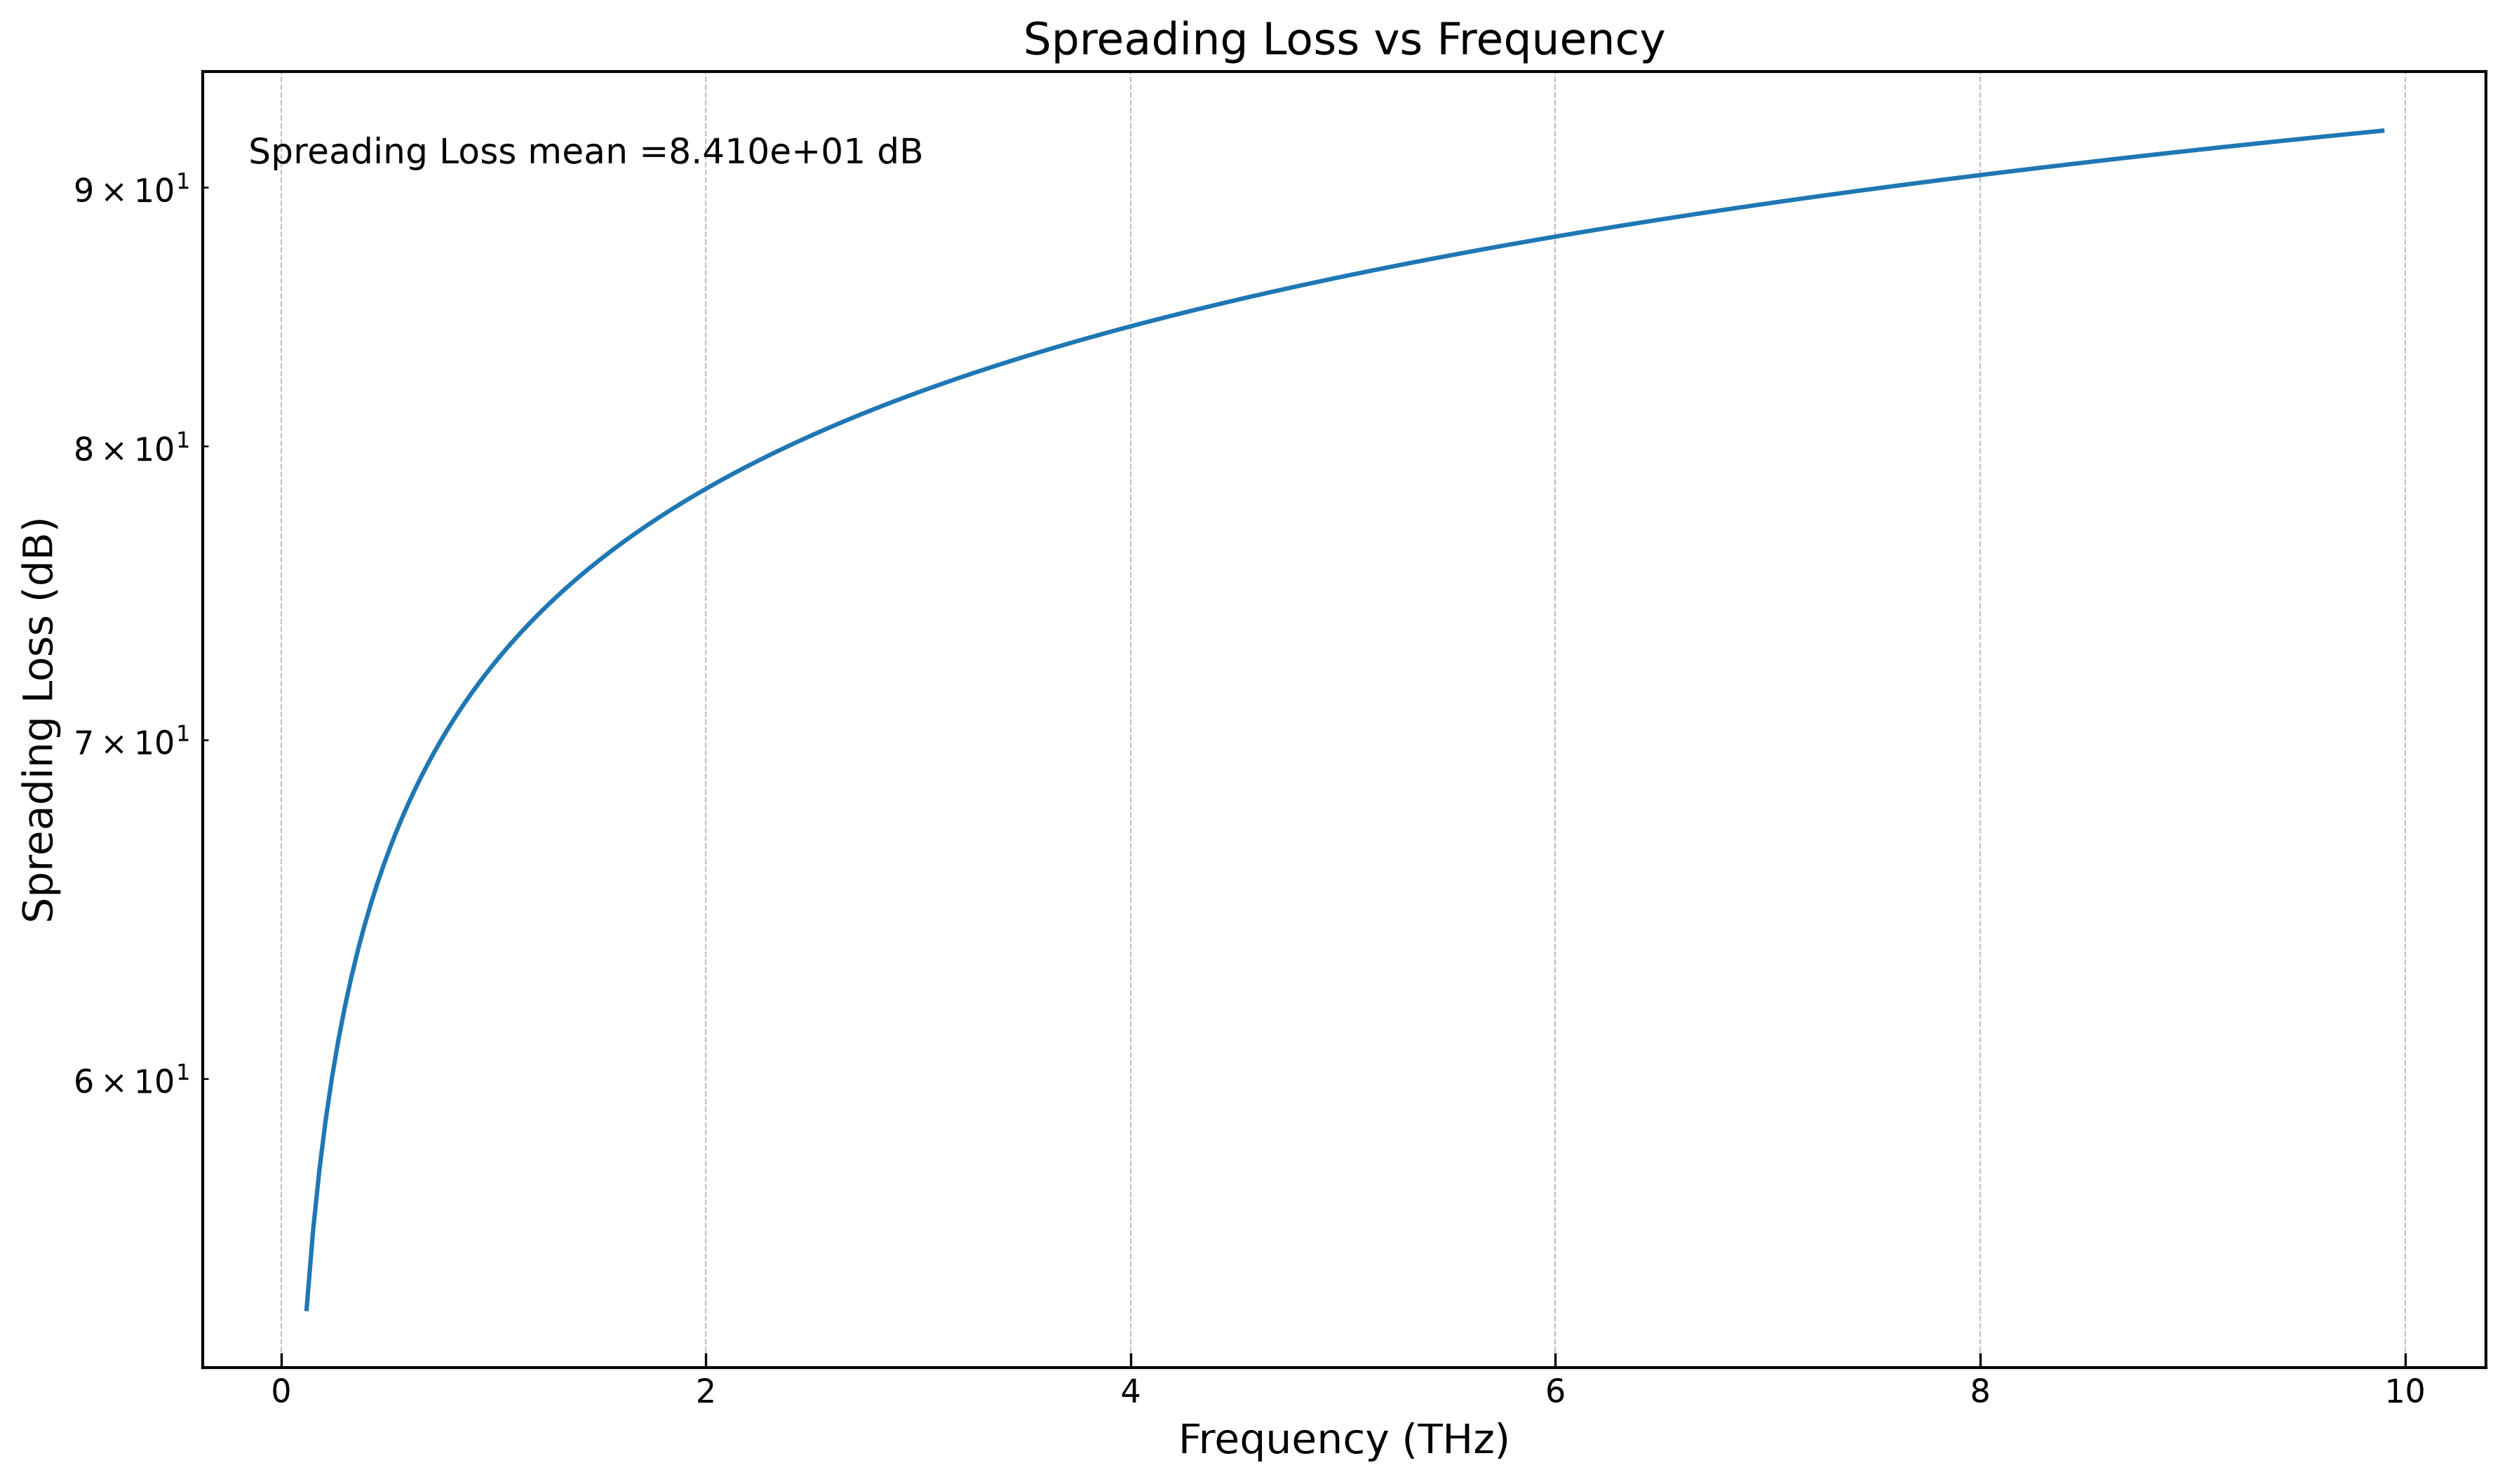 Spreading Loss vs Frequency
Spreading Loss mean =8.410e+01 dB
9 × 10¹
8 × 10¹
7 × 10¹
6 × 10¹
Spreading Loss (dB)
0 2 4 6 8 10
Frequency (THz)